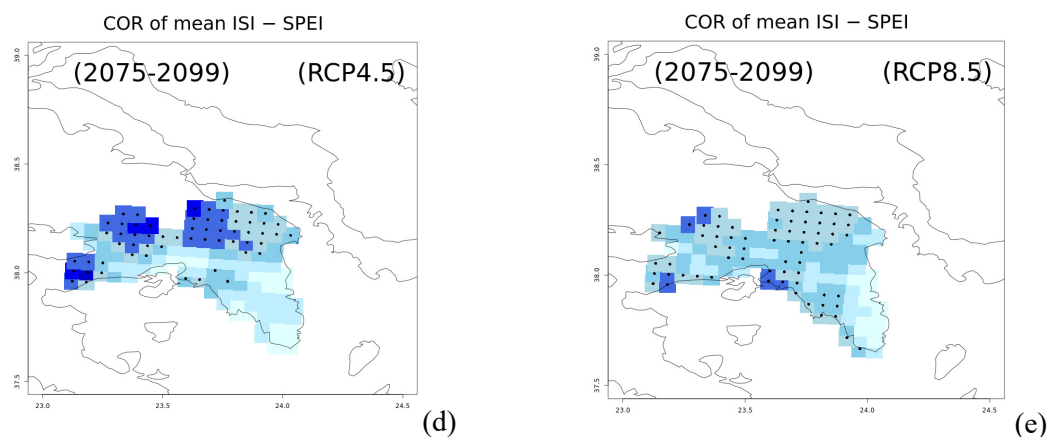 COR of mean ISI − SPEI
(2075-2099) (RCP4.5)
39.0
38.5
38.0
37.5
23.0 23.5 24.0 24.5
(d)
COR of mean ISI − SPEI
(2075-2099) (RCP8.5)
39.0
38.5
38.0
37.5
23.0 23.5 24.0 24.5
(e)